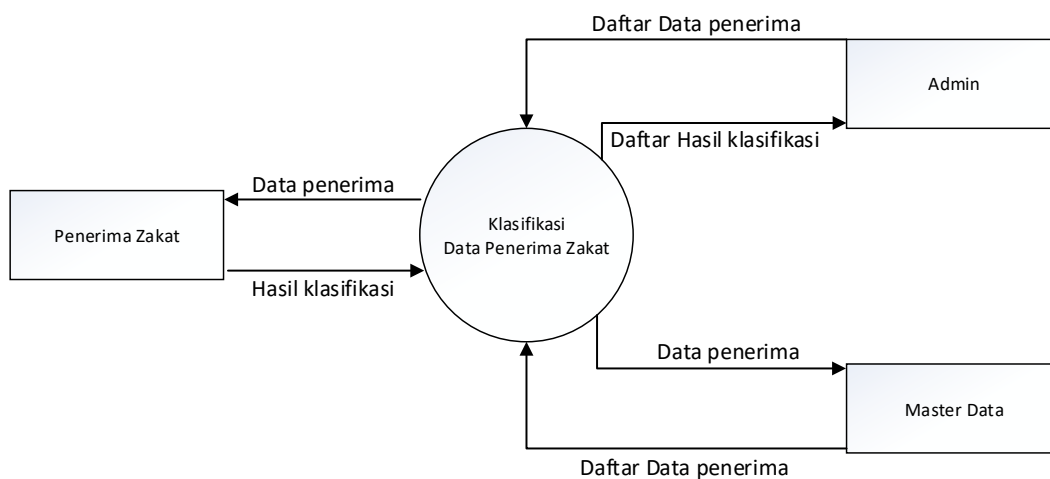 Daftar Data penerima
Admin
Daftar Hasil klasifikasi
Data penerima
Penerima Zakat
Hasil klasifikasi
Klasifikasi
Data Penerima Zakat
Data penerima
Master Data
Daftar Data penerima